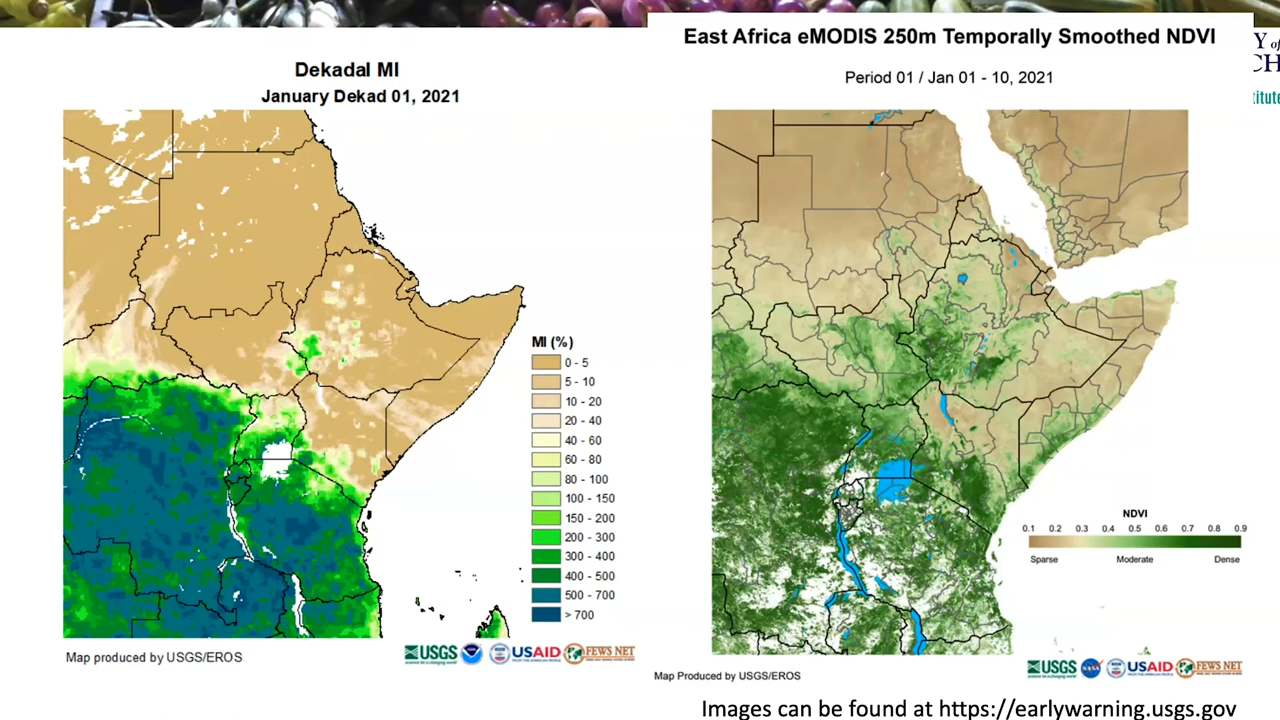 Dekadal MI
January Dekad 01, 2021
MI (%)
0 - 5
5 - 10
10 - 20
20 - 40
40 - 60
60 - 80
80 - 100
100 - 150
150 - 200
200 - 300
300 - 400
400 - 500
500 - 700
> 700
Map produced by USGS/EROS
USGS
USAID
FEWS NET
East Africa eMODIS 250m Temporally Smoothed NDVI
Period 01 / Jan 01 - 10, 2021
NDVI
0.1 0.2 0.3 0.4 0.5 0.6 0.7 0.8 0.9
Sparse Moderate Dense
Map Produced by USGS/EROS
USGS
NASA
USAID
FEWS NET
Y of
CH
titute
Images can be found at https://earlywarning.usgs.gov